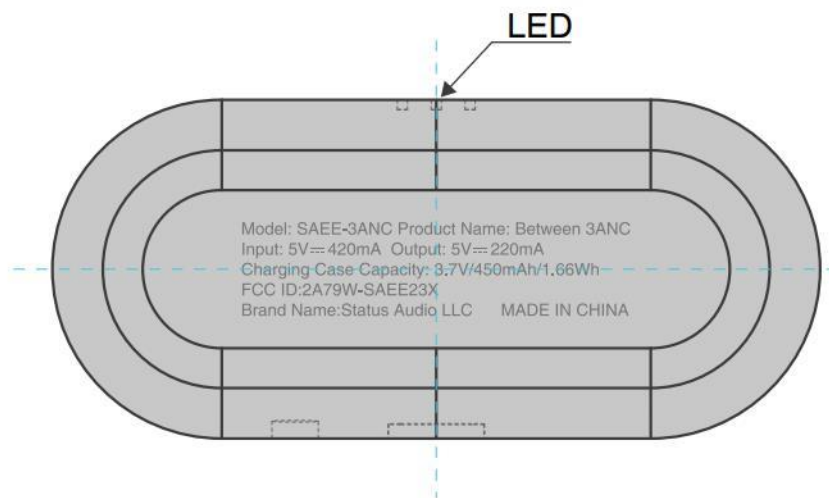 LED
Model: SAEE-3ANC Product Name: Between 3ANC
Input: 5V⎓420mA Output: 5V⎓220mA
Charging Case Capacity: 3.7V/450mAh/1.66Wh
FCC ID:2A79W-SAEE23X
Brand Name:Status Audio LLC MADE IN CHINA